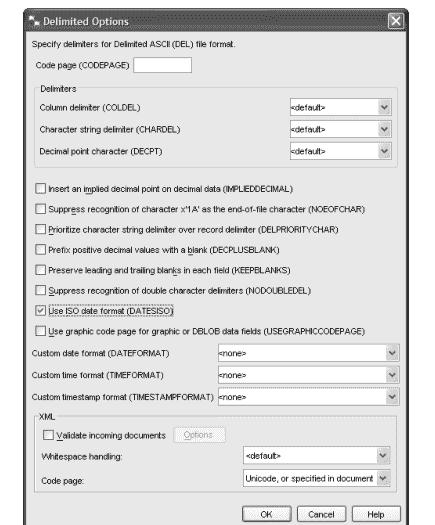 Delimited Options
Specify delimiters for Delimited ASCII (DEL) file format.
Code page (CODEPAGE)
Delimiters
Column delimiter (COLDEL) <default>
Character string delimiter (CHARDEL) <default>
Decimal point character (DECPT) <default>
Insert an implied decimal point on decimal data (IMPLIEDDECIMAL)
Suppress recognition of character x'1A' as the end-of-file character (NOEOFCHAR)
Prioritize character string delimiter over record delimiter (DELPRIORITYCHAR)
Prefix positive decimal values with a blank (DECPLUSBLANK)
Preserve leading and trailing blanks in each field (KEEPBLANKS)
Suppress recognition of double character delimiters (NODOUBLEDEL)
Use ISO date format (DATESISO)
Use graphic code page for graphic or DBLOB data fields (USEGRAPHICCODEPAGE)
Custom date format (DATEFORMAT) <none>
Custom time format (TIMEFORMAT) <none>
Custom timestamp format (TIMESTAMPFORMAT) <none>
XML
Validate incoming documents Options
Whitespace handling: <default>
Code page: Unicode, or specified in document
OK Cancel Help